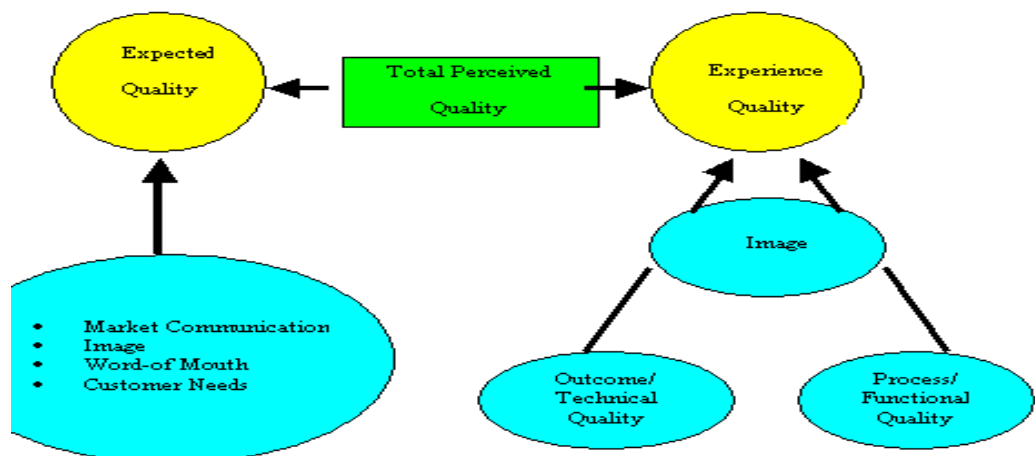 Expected
Quality
Total Perceived
Quality
Experience
Quality
Image
• Market Communication
• Image
• Word-of Mouth
• Customer Needs
Outcome/
Technical
Quality
Process/
Functional
Quality